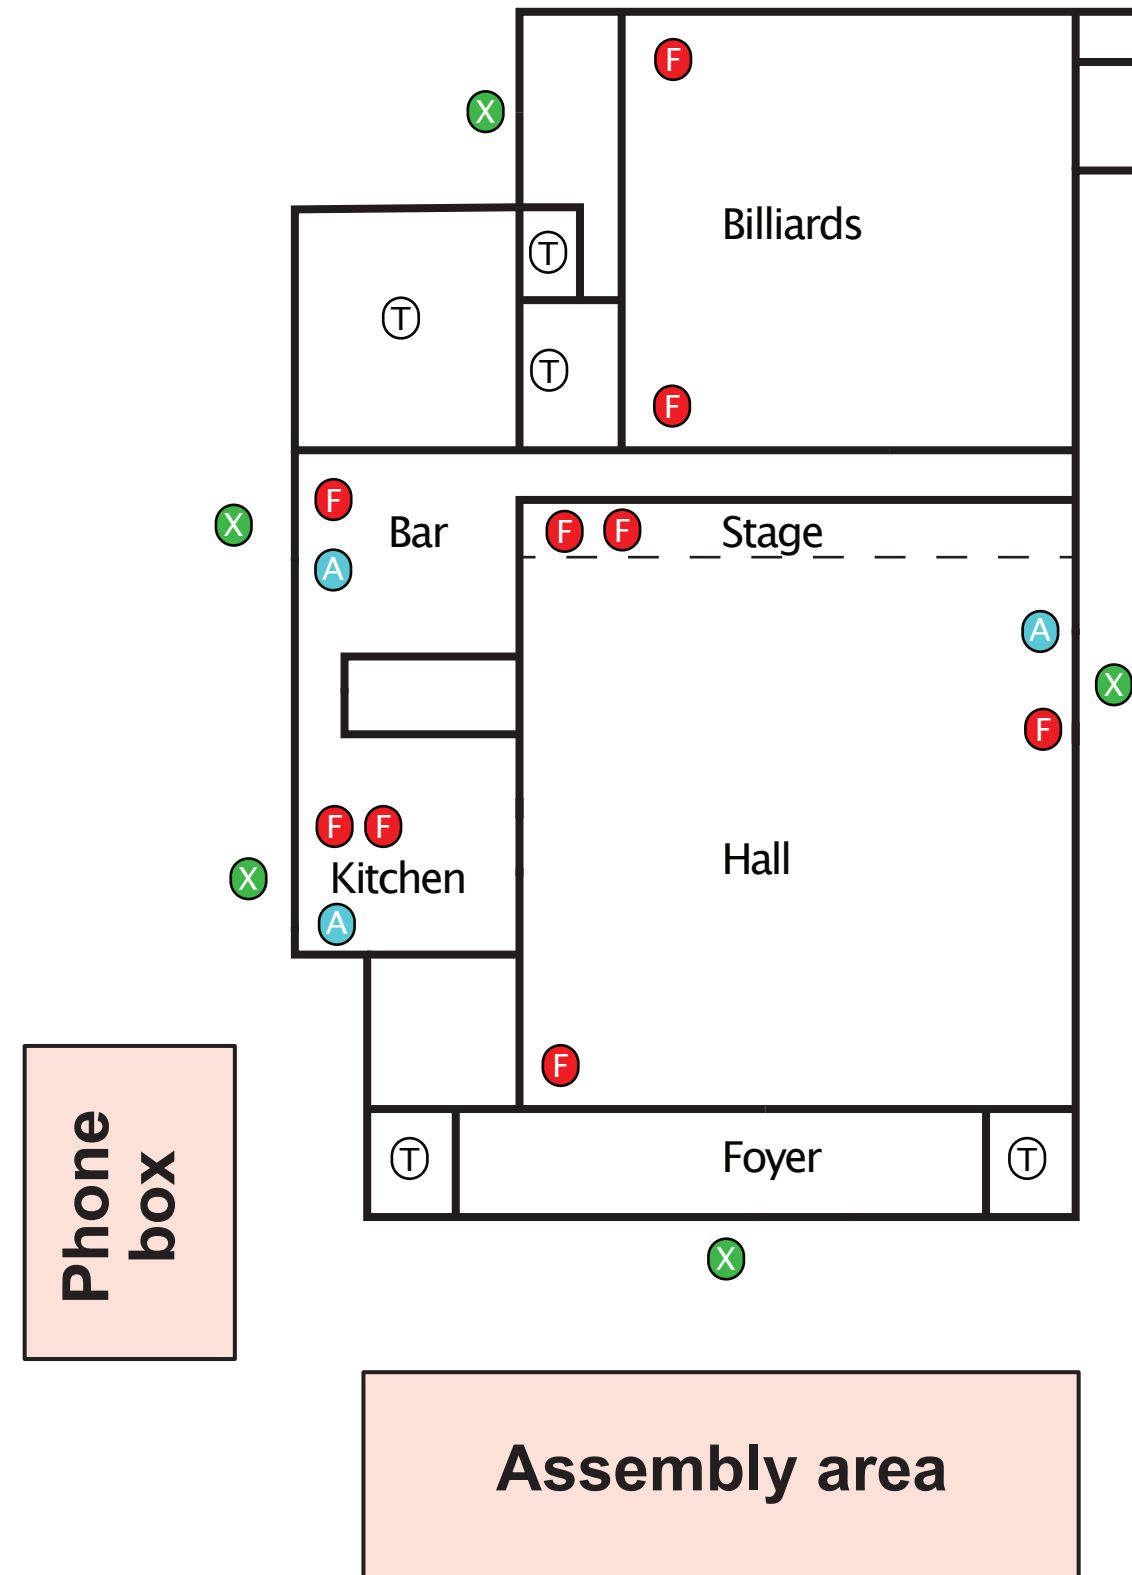 F
X
Billiards
T
T
T
F
F
X
Bar
F
F
Stage
A
A
X
F
F
F
Hall
X
Kitchen
A
F
Phone
box
T
Foyer
T
X
Assembly area